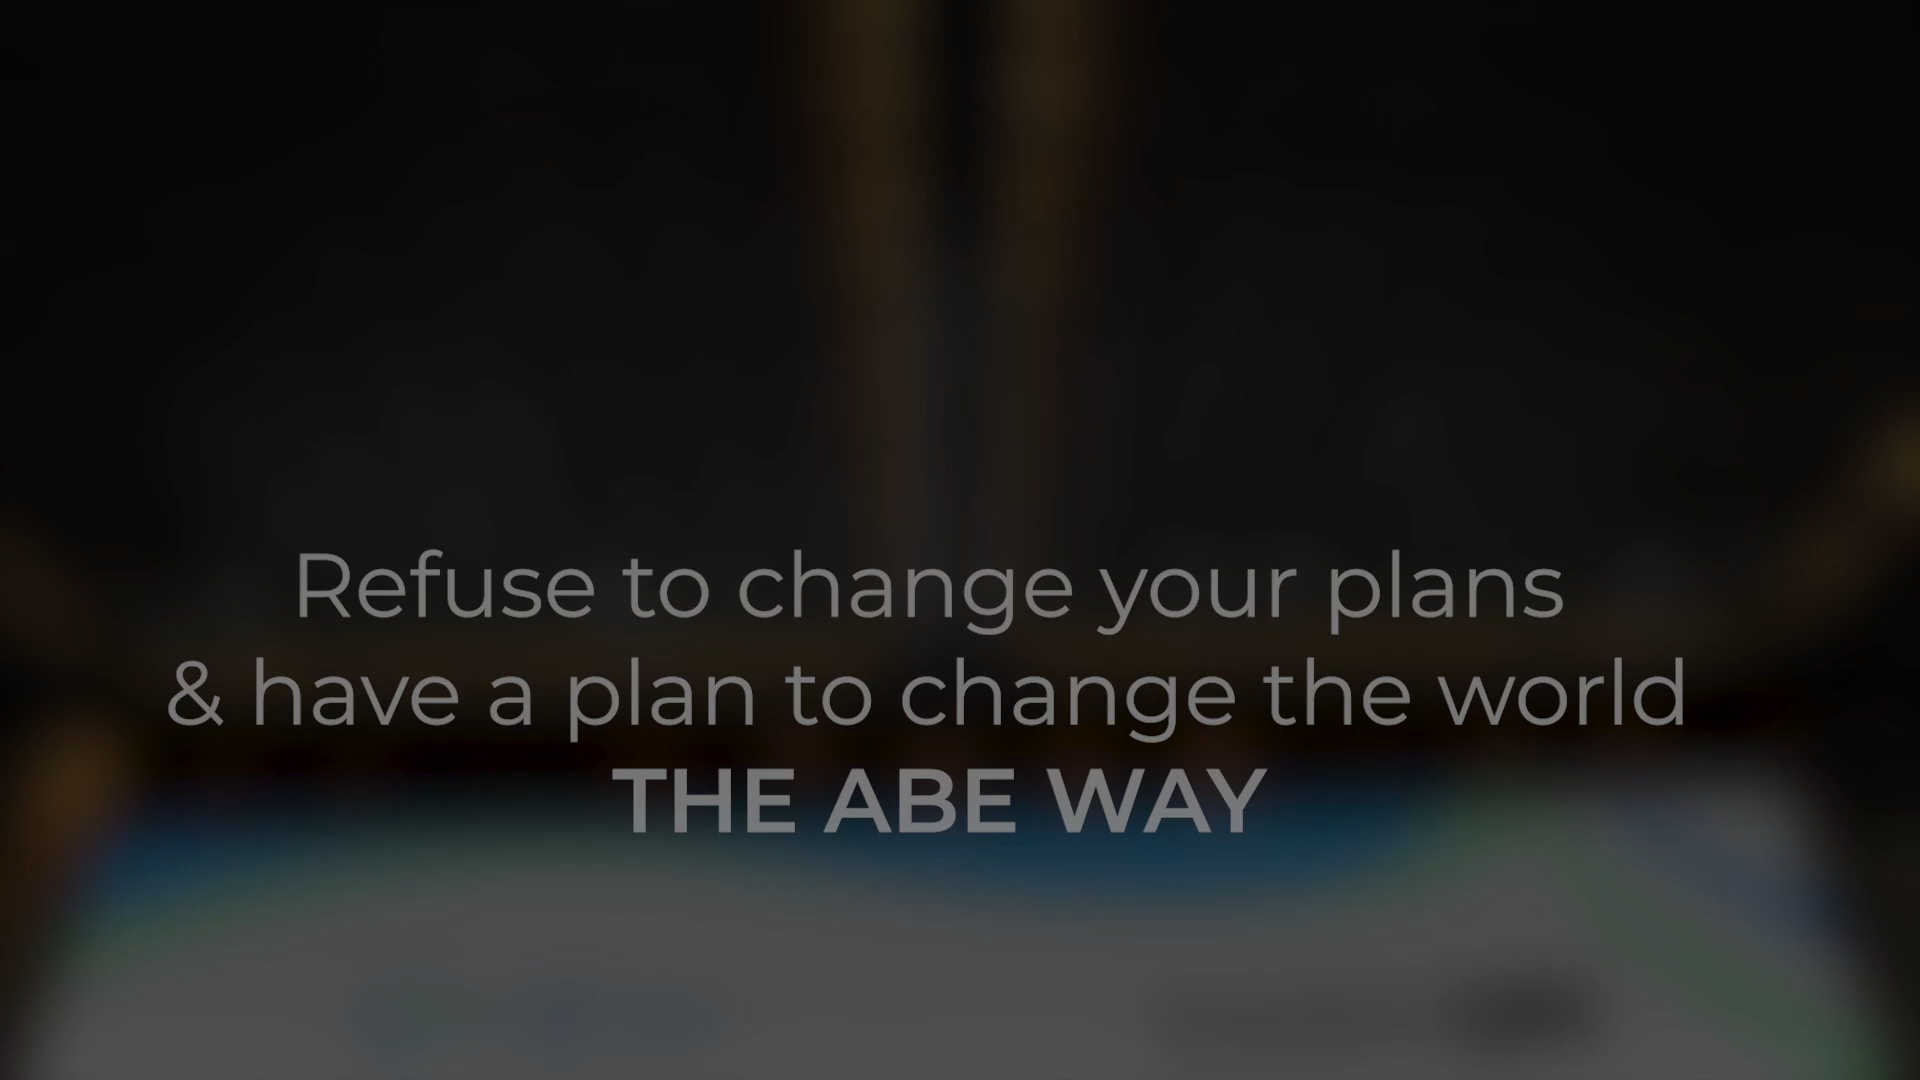 Refuse to change your plans
& have a plan to change the world
THE ABE WAY